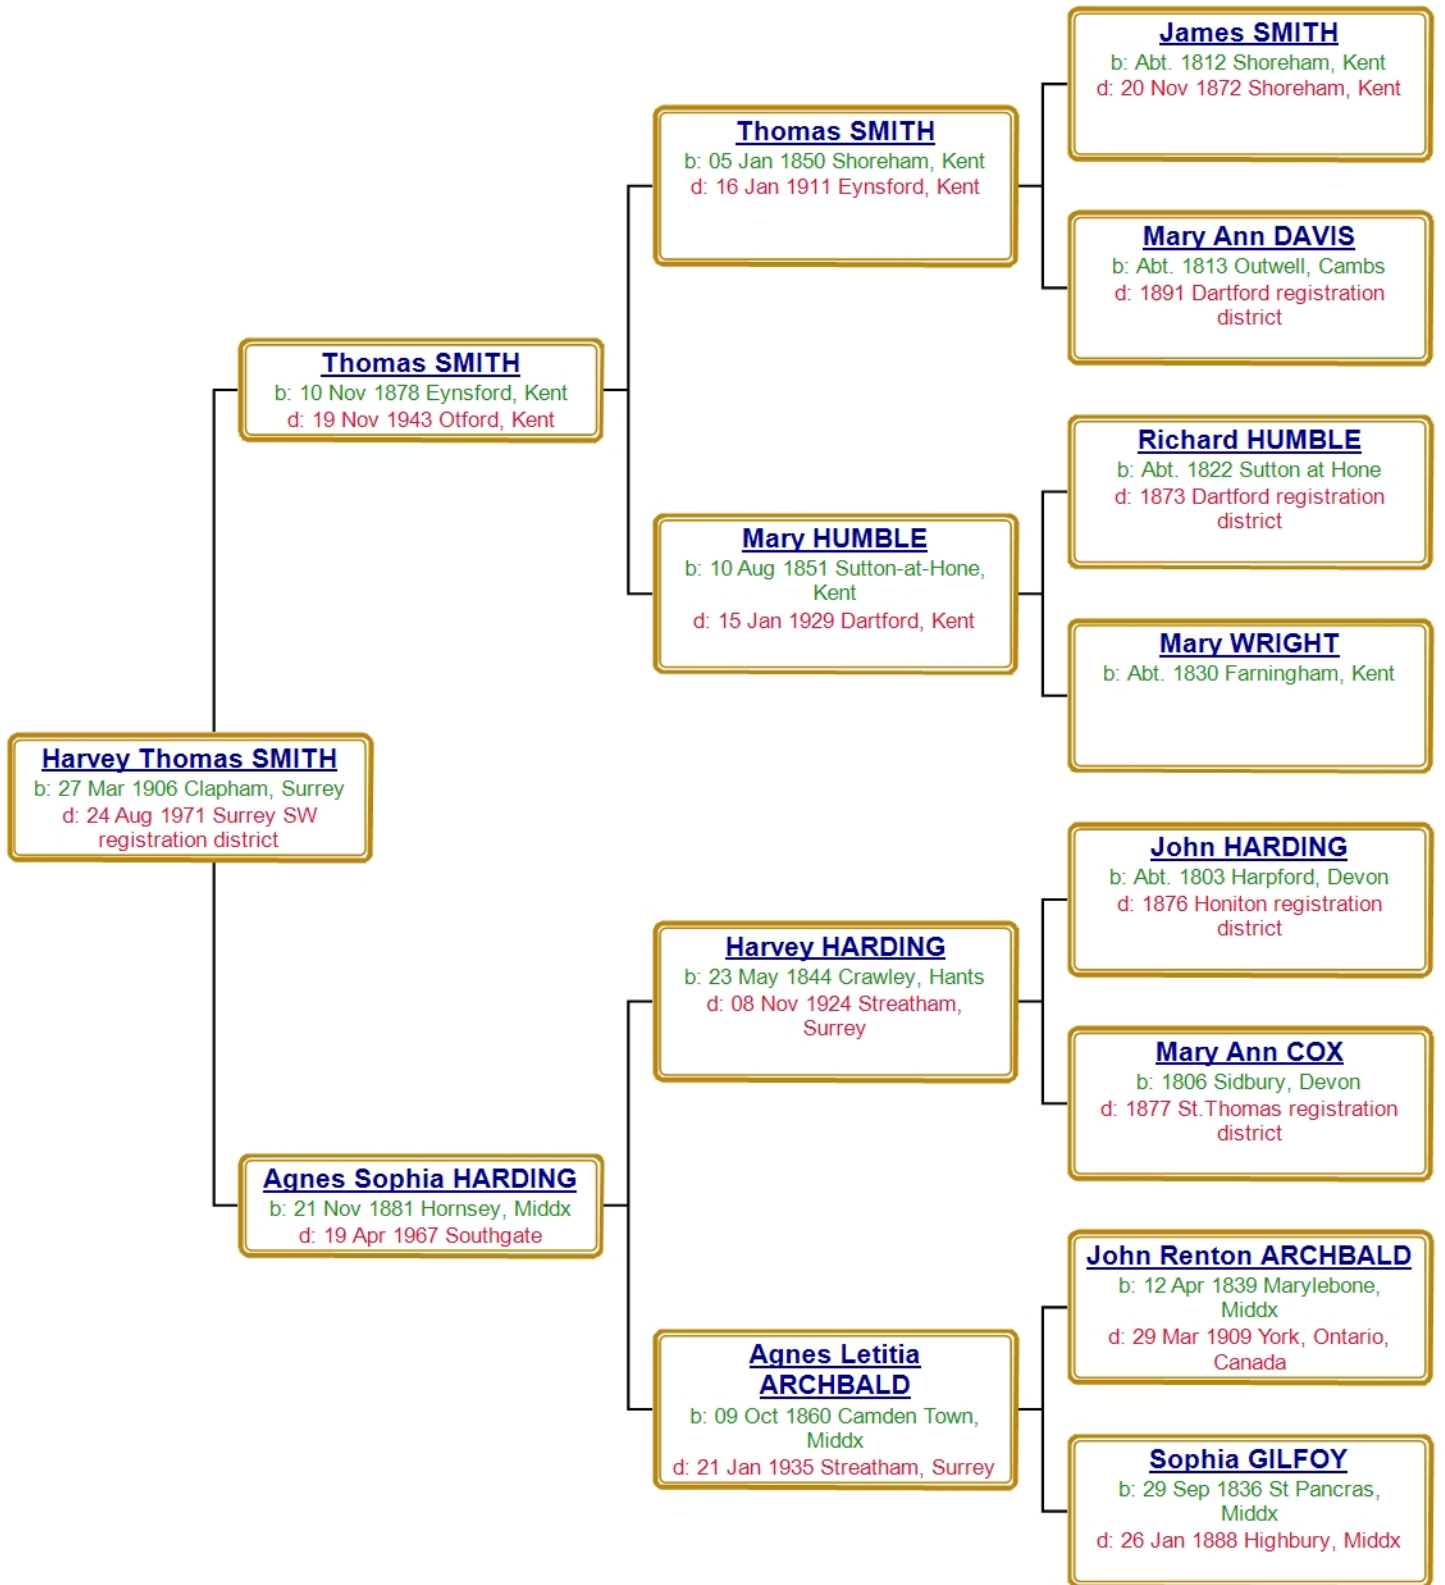 James SMITH
b: Abt. 1812 Shoreham, Kent
d: 20 Nov 1872 Shoreham, Kent
Thomas SMITH
b: 05 Jan 1850 Shoreham, Kent
d: 16 Jan 1911 Eynsford, Kent
Mary Ann DAVIS
b: Abt. 1813 Outwell, Cambs
d: 1891 Dartford registration
district
Thomas SMITH
b: 10 Nov 1878 Eynsford, Kent
d: 19 Nov 1943 Otford, Kent
Richard HUMBLE
b: Abt. 1822 Sutton at Hone
d: 1873 Dartford registration
district
Mary HUMBLE
b: 10 Aug 1851 Sutton-at-Hone,
Kent
d: 15 Jan 1929 Dartford, Kent
Mary WRIGHT
b: Abt. 1830 Farningham, Kent
Harvey Thomas SMITH
b: 27 Mar 1906 Clapham, Surrey
d: 24 Aug 1971 Surrey SW
registration district
John HARDING
b: Abt. 1803 Harpford, Devon
d: 1876 Honiton registration
district
Harvey HARDING
b: 23 May 1844 Crawley, Hants
d: 08 Nov 1924 Streatham,
Surrey
Mary Ann COX
b: 1806 Sidbury, Devon
d: 1877 St.Thomas registration
district
Agnes Sophia HARDING
b: 21 Nov 1881 Hornsey, Middx
d: 19 Apr 1967 Southgate
John Renton ARCHBALD
b: 12 Apr 1839 Marylebone,
Middx
d: 29 Mar 1909 York, Ontario,
Canada
Agnes Letitia
ARCHBALD
b: 09 Oct 1860 Camden Town,
Middx
d: 21 Jan 1935 Streatham, Surrey
Sophia GILFOY
b: 29 Sep 1836 St Pancras,
Middx
d: 26 Jan 1888 Highbury, Middx